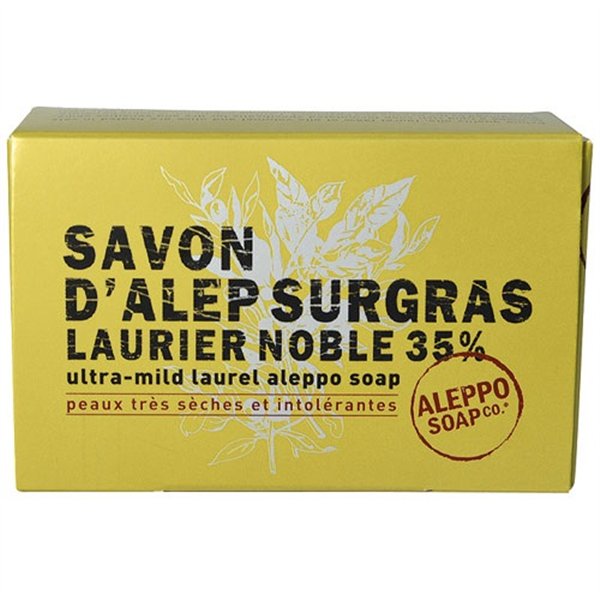 SAVON
D'ALEP SURGRAS
LAURIER NOBLE 35%
ultra-mild laurel aleppo soap
peaux très sèches et intolérantes
ALEPPO
SOAP CO.®